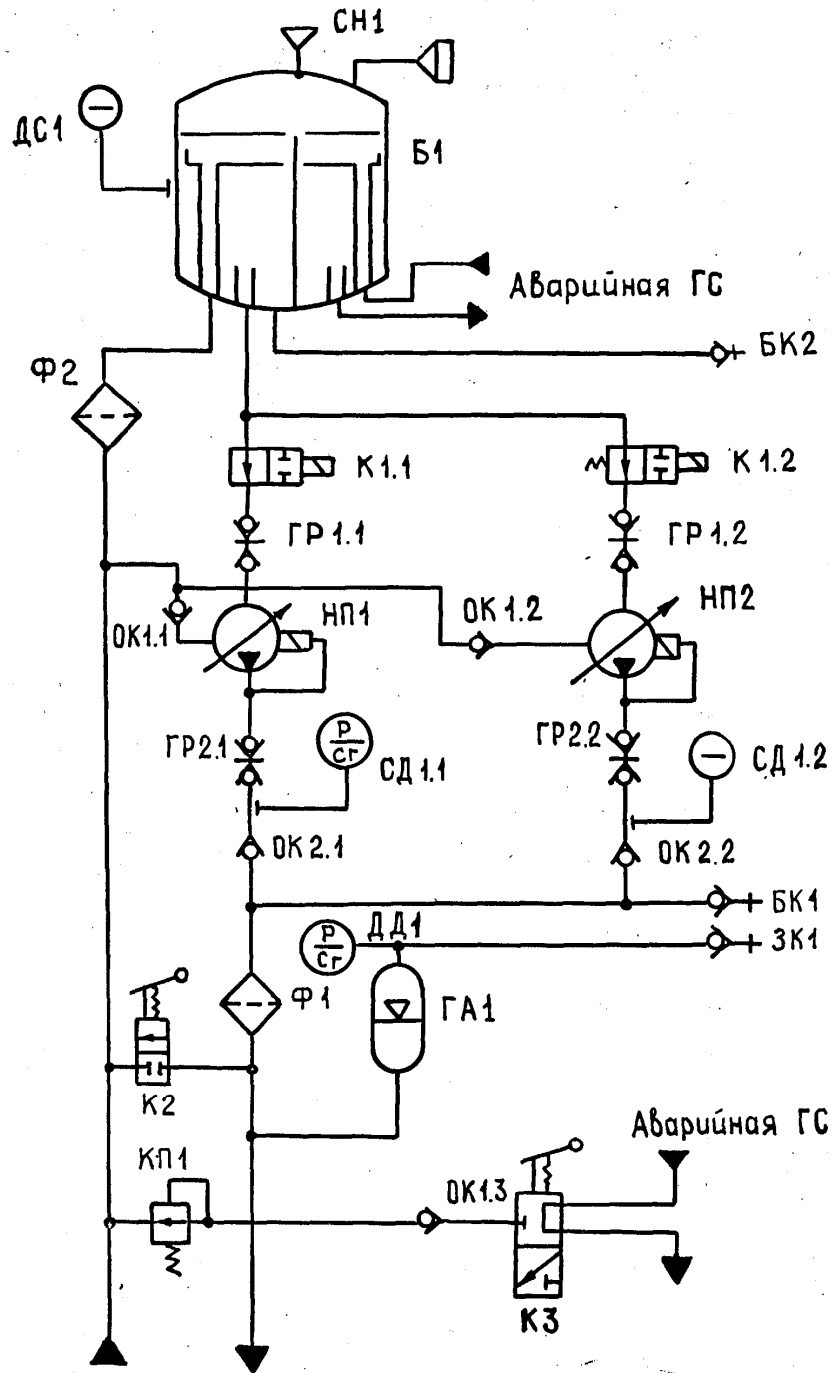 СН1
ДС1
Б1
Аварийная ГС
БК2
Ф2
К1.1
К1.2
ГР1.1
ГР1.2
НП1
ОК1.2
НП2
ОК1.1
ГР2.1
Р
Сг
СД1.1
ГР2.2
СД1.2
ОК2.1
ОК2.2
БК1
Р
Сг
ДД1
ЗК1
Ф1
ГА1
К2
Аварийная ГС
КП1
ОК1.3
К3